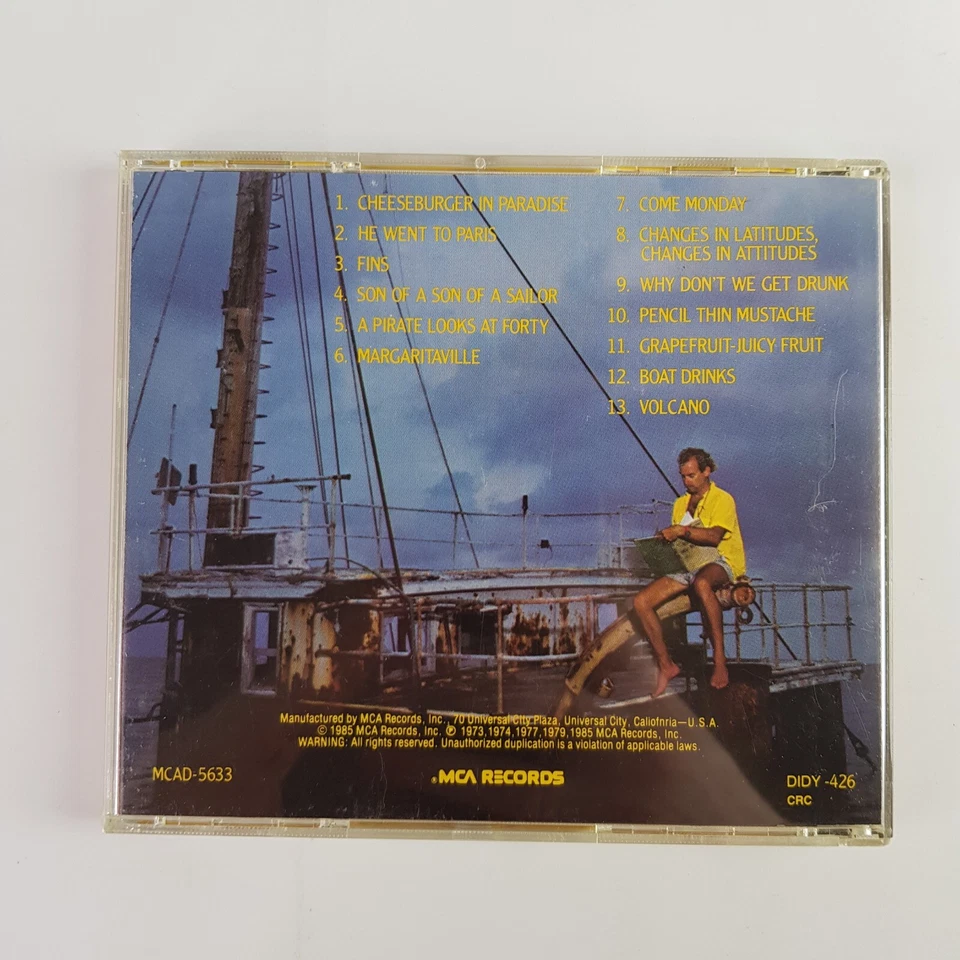 1. CHEESEBURGER IN PARADISE
2. HE WENT TO PARIS
3. FINS
4. SON OF A SON OF A SAILOR
5. A PIRATE LOOKS AT FORTY
6. MARGARITAVILLE
7. COME MONDAY
8. CHANGES IN LATITUDES,
CHANGES IN ATTITUDES
9. WHY DON'T WE GET DRUNK
10. PENCIL THIN MUSTACHE
11. GRAPEFRUIT-JUICY FRUIT
12. BOAT DRINKS
13. VOLCANO
Manufactured by MCA Records, Inc., 70 Universal City Plaza, Universal City, Caliofnria—U.S.A.
© 1985 MCA Records, Inc. ℗ 1973,1974,1977,1979,1985 MCA Records, Inc.
WARNING: All rights reserved. Unauthorized duplication is a violation of applicable laws.
MCAD-5633
MCA RECORDS
DIDY -426
CRC